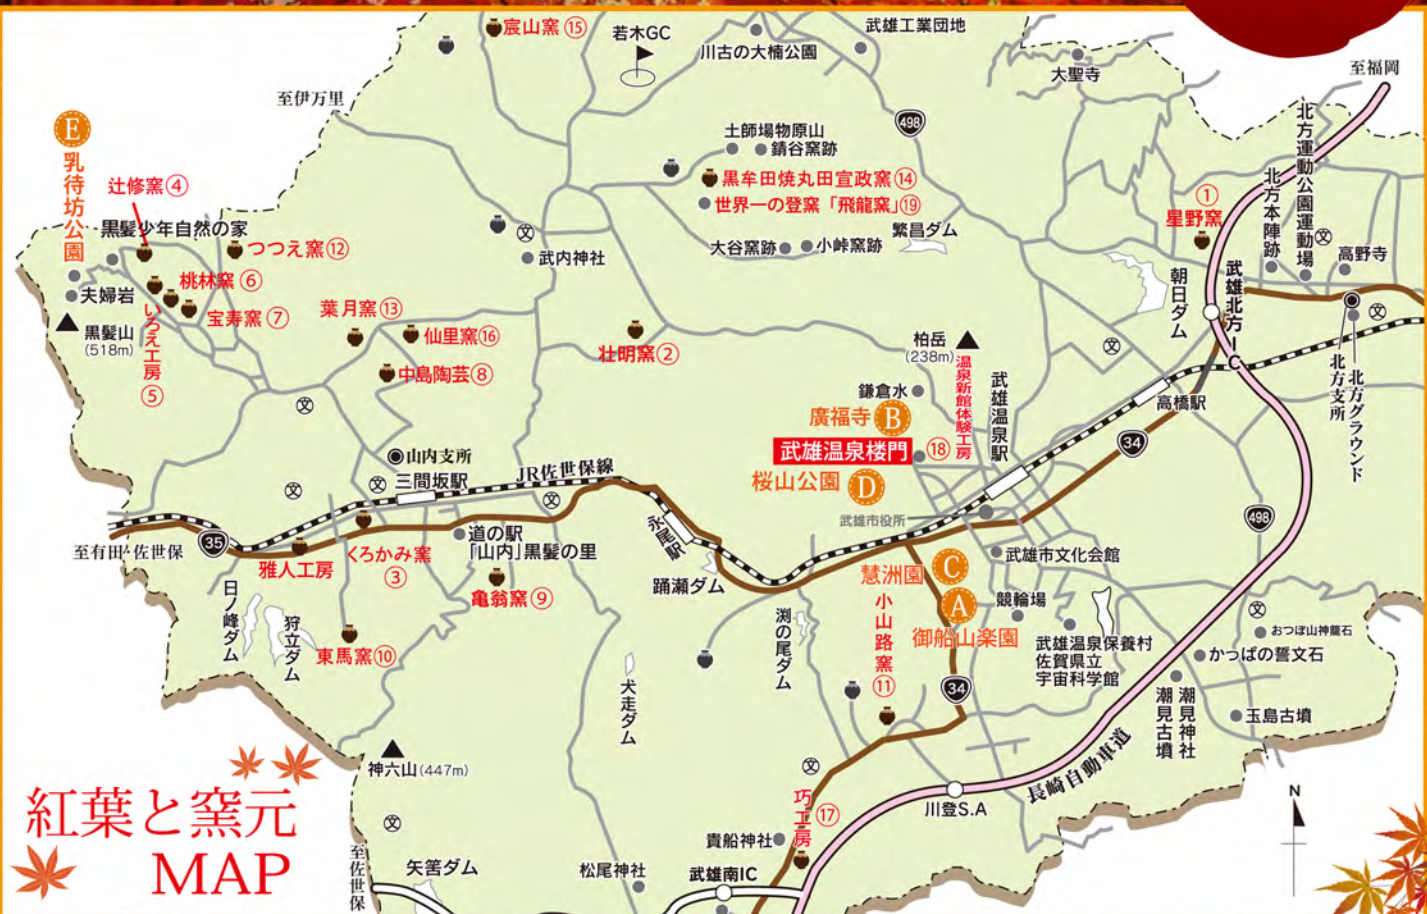 宸山窯⑮
若木GC
武雄工業団地
川古の大楠公園
大聖寺
至福岡
至伊万里
498
北方運動公園運動場
E
乳待坊公園
土師場物原山
錆谷窯跡
辻修窯④
黒牟田焼丸田宣政窯⑭
北方本陣跡
①
星野窯
世界一の登窯「飛龍窯」⑲
黒髪少年自然の家
つつえ窯⑫
文
繁昌ダム
大谷窯跡
小峠窯跡
文
高野寺
武内神社
朝日ダム
武雄北方IC
桃林窯⑥
夫婦岩
宝寿窯⑦
葉月窯⑬
いろえ工房⑤
黒髪山
(518m)
仙里窯⑯
壮明窯②
柏岳
(238m)
文
文
中島陶芸⑧
温泉新館体験工房
武雄温泉駅
北方支所
北方グラウンド
鎌倉水
高橋駅
文
廣福寺
B
武雄温泉楼門
⑱
34
山内支所
三間坂駅
JR佐世保線
桜山公園
D
文
文
文
武雄市役所
498
35
至有田・佐世保
道の駅
「山内」黒髪の里
永尾駅
雅人工房
くろかみ窯
③
武雄市文化会館
慧洲園
C
踊瀬ダム
亀翁窯⑨
日ノ峰ダム
狩立ダム
小山路窯⑪
A
競輪場
御船山楽園
渕の尾ダム
文
おつぼ山神籠石
武雄温泉保養村
佐賀県立
宇宙科学館
かっぱの誓文石
東馬窯⑩
犬走ダム
34
潮見神社
潮見古墳
玉島古墳
神六山(447m)
文
長崎自動車道
紅葉と窯元
MAP
N
巧工房
⑰
川登S.A
文
貴船神社
至佐世保
矢筈ダム
松尾神社
武雄南IC